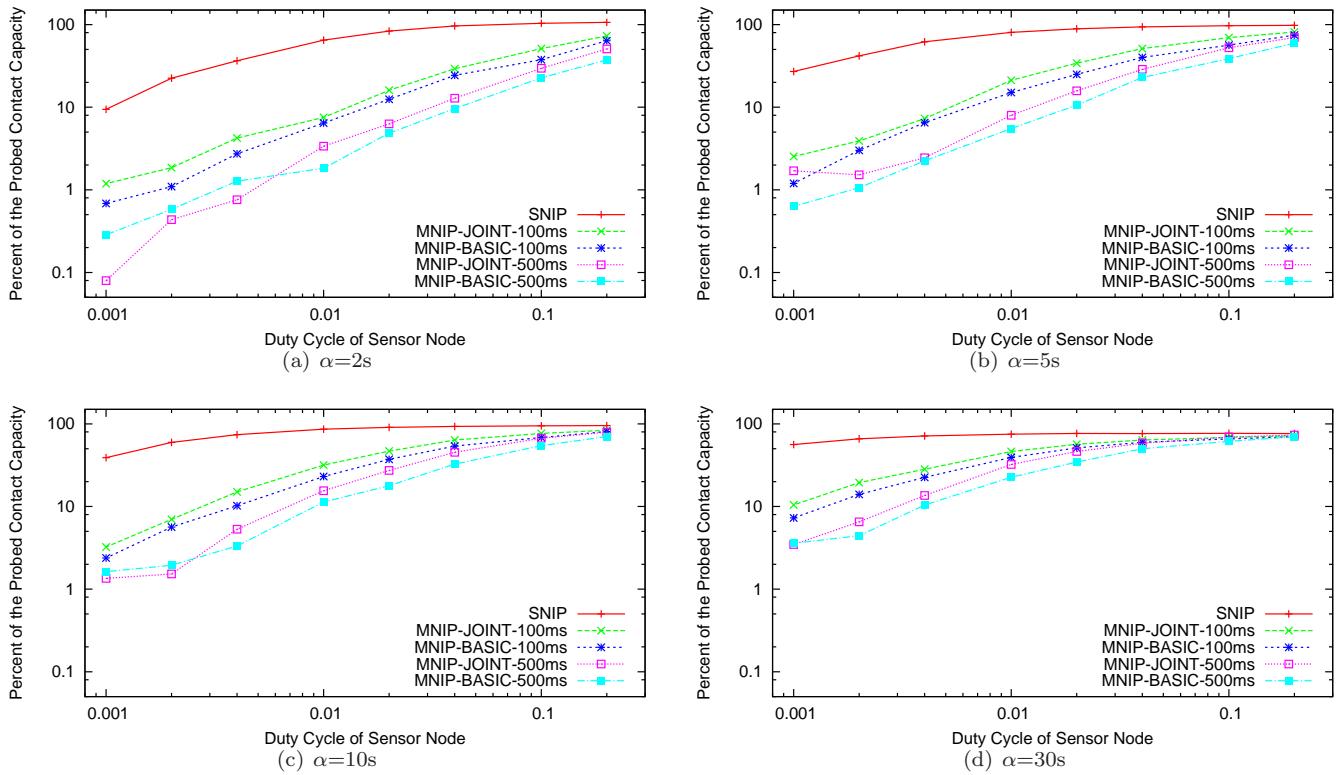 Percent of the Probed Contact Capacity
100
10
1
0.1
0.001
0.01
0.1
Duty Cycle of Sensor Node
SNIP
MNIP-JOINT-100ms
MNIP-BASIC-100ms
MNIP-JOINT-500ms
MNIP-BASIC-500ms
(a) α=2s
Percent of the Probed Contact Capacity
100
10
1
0.1
0.001
0.01
0.1
Duty Cycle of Sensor Node
SNIP
MNIP-JOINT-100ms
MNIP-BASIC-100ms
MNIP-JOINT-500ms
MNIP-BASIC-500ms
(b) α=5s
Percent of the Probed Contact Capacity
100
10
1
0.1
0.001
0.01
0.1
Duty Cycle of Sensor Node
SNIP
MNIP-JOINT-100ms
MNIP-BASIC-100ms
MNIP-JOINT-500ms
MNIP-BASIC-500ms
(c) α=10s
Percent of the Probed Contact Capacity
100
10
1
0.1
0.001
0.01
0.1
Duty Cycle of Sensor Node
SNIP
MNIP-JOINT-100ms
MNIP-BASIC-100ms
MNIP-JOINT-500ms
MNIP-BASIC-500ms
(d) α=30s